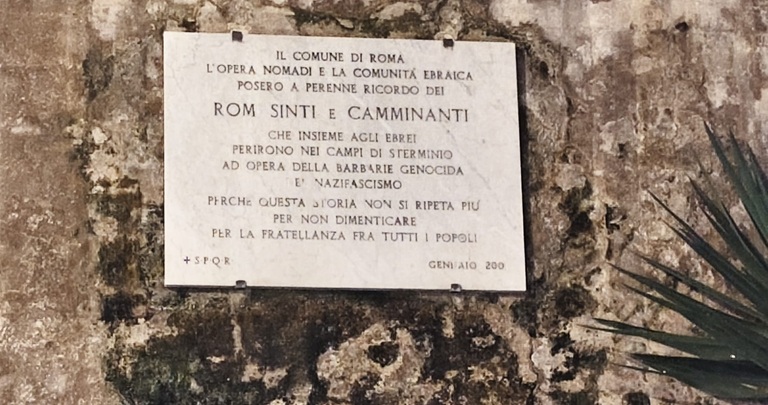 IL COMUNE DI ROMA
L'OPERA NOMADI E LA COMUNITÁ EBRAICA
POSERO A PERENNE RICORDO DEI
ROM SINTI E CAMMINANTI
CHE INSIEME AGLI EBREI
PERIRONO NEI CAMPI DI STERMINIO
AD OPERA DELLA BARBARIE GENOCIDA
NAZIFASCISMO
PERCHE QUESTA STORIA NON SI RIPETA PIU
PER NON DIMENTICARE
PER LA FRATELLANZA FRA TUTTI I POPOLI
+ S P Q R
GENNAIO 200